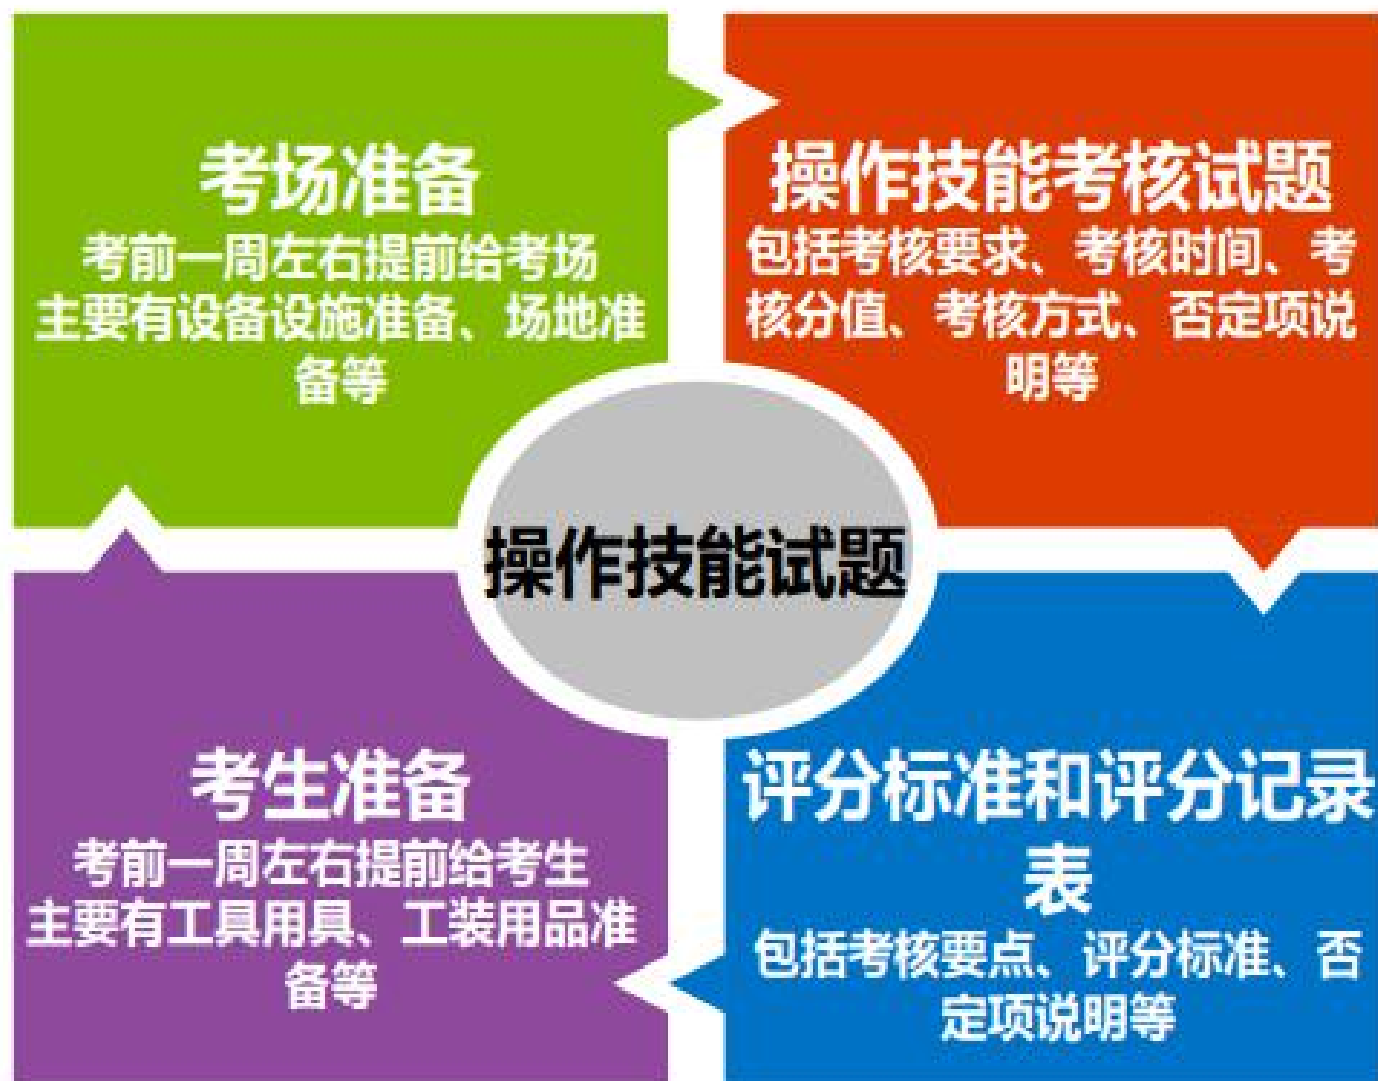 考场准备
考前一周左右提前给考场
主要有设备设施准备、场地准
备等
操作技能考核试题
包括考核要求、考核时间、考
核分值、考核方式、否定项说
明等
操作技能试题
考生准备
考前一周左右提前给考生
主要有工具用具、工装用品准
备等
评分标准和评分记录
表
包括考核要点、评分标准、否
定项说明等